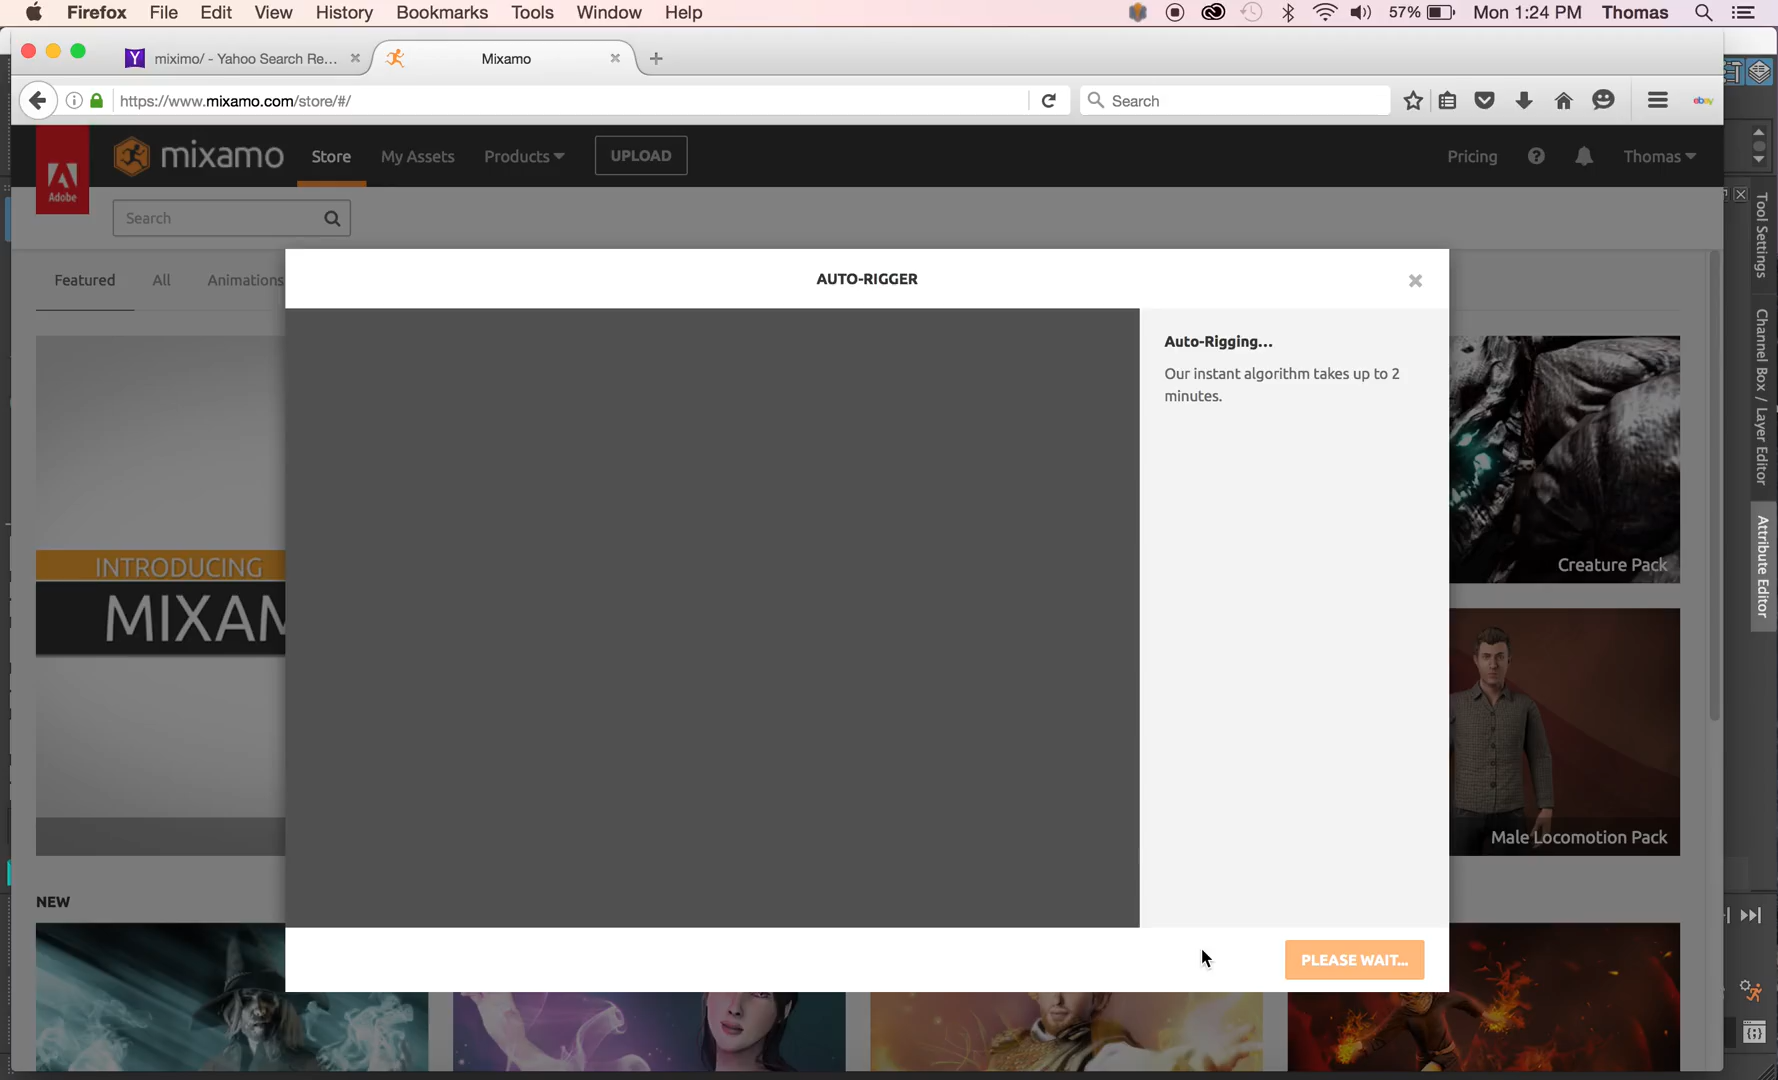 Firefox File Edit View History Bookmarks Tools Window Help 57% Mon 1:24 PM Thomas
Y miximo/ - Yahoo Search Re... Mixamo
https://www.mixamo.com/store/#/ Search ebay
Adobe mixamo Store My Assets Products UPLOAD Pricing ? Thomas
Search
Featured All Animations
AUTO-RIGGER
Auto-Rigging...
Our instant algorithm takes up to 2
minutes.
INTRODUCING
MIXAM
Creature Pack
Male Locomotion Pack
NEW
PLEASE WAIT...
Tool Settings
Channel Box / Layer Editor
Attribute Editor